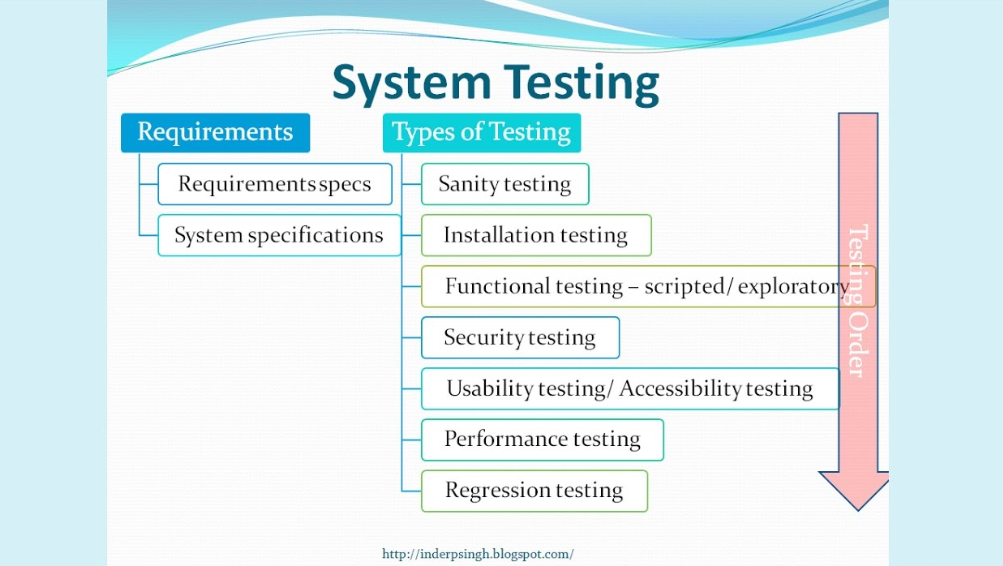 System Testing
Requirements
Requirements specs
System specifications
Types of Testing
Sanity testing
Installation testing
Functional testing – scripted/ exploratory
Security testing
Usability testing/ Accessibility testing
Performance testing
Regression testing
Testing Order
http://inderpsingh.blogspot.com/